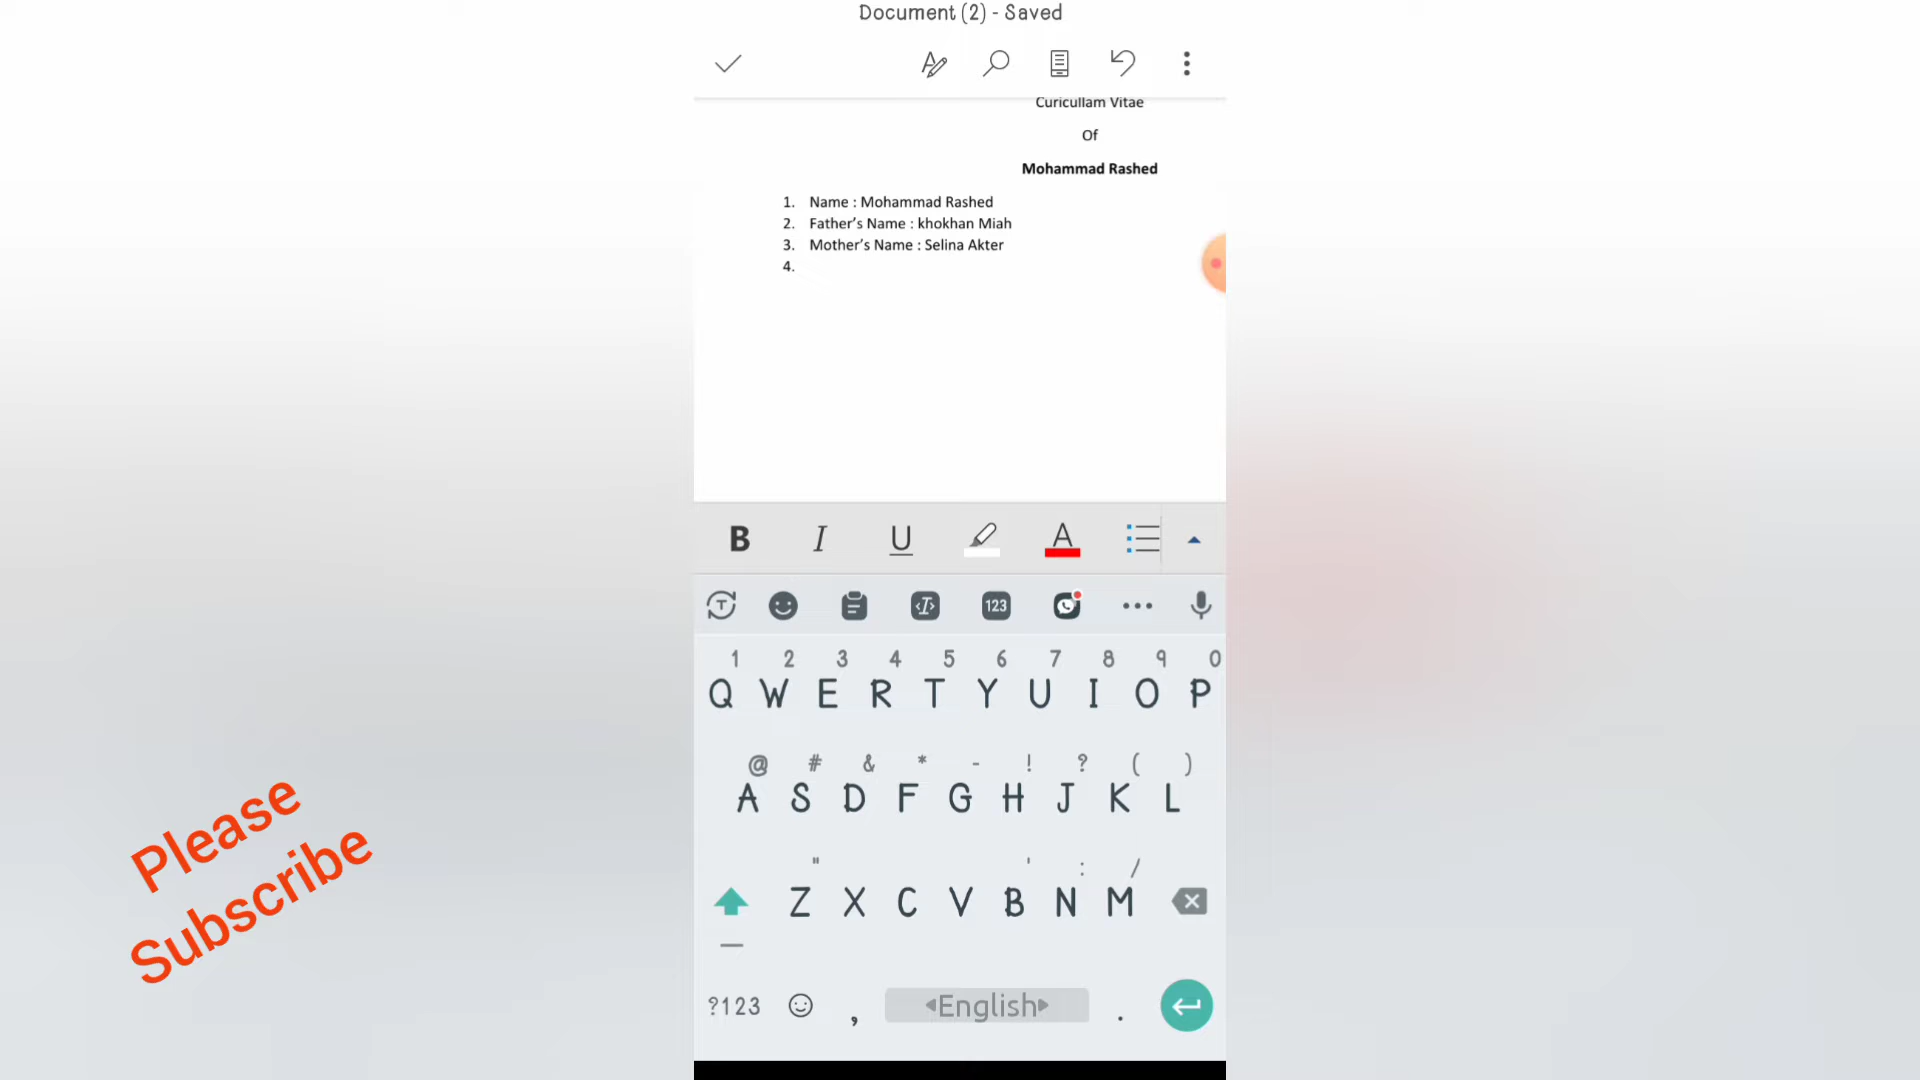 Document (2) - Saved
Curicullam Vitae
Of
Mohammad Rashed
1. Name : Mohammad Rashed
2. Father’s Name : khokhan Miah
3. Mother’s Name : Selina Akter
4.
B I U A
T 123
1 2 3 4 5 6 7 8 9 0
Q W E R T Y U I O P
@ # & * - ! ? ( )
A S D F G H J K L
" ' : /
Z X C V B N M
?123 , English .
Please
Subscribe